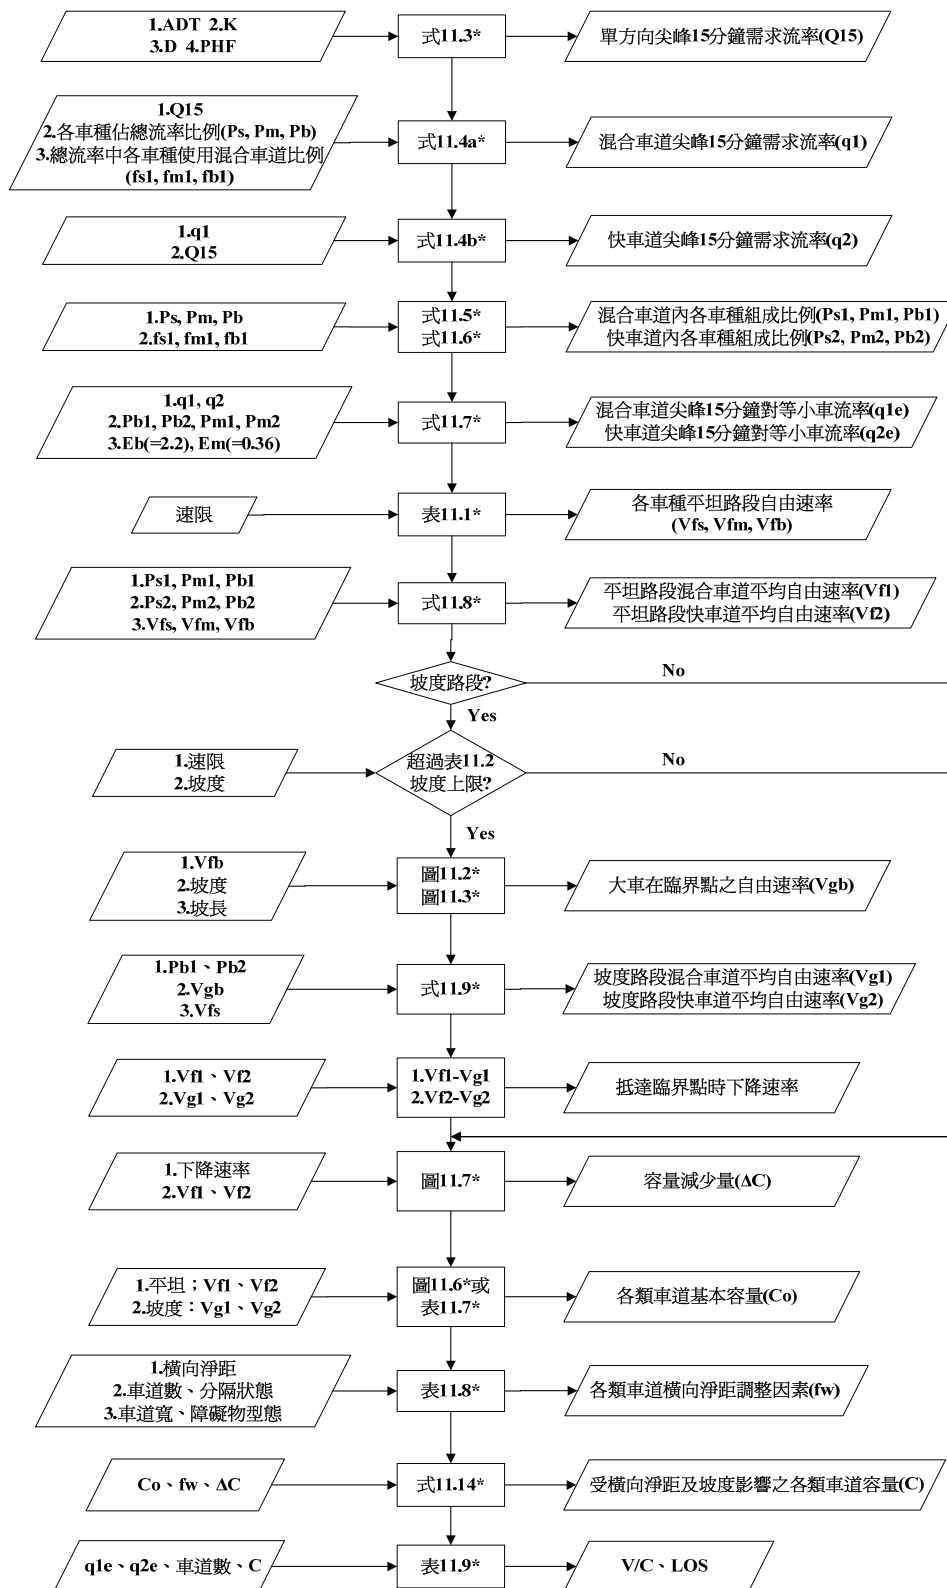 1.ADT 2.K
3.D 4.PHF
式11.3*
單方向尖峰15分鐘需求流率(Q15)
1.Q15
2.各車種佔總流率比例(Ps, Pm, Pb)
3.總流率中各車種使用混合車道比例
(fs1, fm1, fb1)
式11.4a*
混合車道尖峰15分鐘需求流率(q1)
1.q1
2.Q15
式11.4b*
快車道尖峰15分鐘需求流率(q2)
1.Ps, Pm, Pb
2.fs1, fm1, fb1
式11.5*
式11.6*
混合車道內各車種組成比例(Ps1, Pm1, Pb1)
快車道內各車種組成比例(Ps2, Pm2, Pb2)
1.q1, q2
2.Pb1, Pb2, Pm1, Pm2
3.Eb(=2.2), Em(=0.36)
式11.7*
混合車道尖峰15分鐘對等小車流率(q1e)
快車道尖峰15分鐘對等小車流率(q2e)
速限
表11.1*
各車種平坦路段自由速率
(Vfs, Vfm, Vfb)
1.Ps1, Pm1, Pb1
2.Ps2, Pm2, Pb2
3.Vfs, Vfm, Vfb
式11.8*
平坦路段混合車道平均自由速率(Vf1)
平坦路段快車道平均自由速率(Vf2)
坡度路段?
No
Yes
1.速限
2.坡度
超過表11.2
坡度上限?
No
Yes
1.Vfb
2.坡度
3.坡長
圖11.2*
圖11.3*
大車在臨界點之自由速率(Vgb)
1.Pb1、Pb2
2.Vgb
3.Vfs
式11.9*
坡度路段混合車道平均自由速率(Vg1)
坡度路段快車道平均自由速率(Vg2)
1.Vf1、Vf2
2.Vg1、Vg2
1.Vf1-Vg1
2.Vf2-Vg2
抵達臨界點時下降速率
1.下降速率
2.Vf1、Vf2
圖11.7*
容量減少量(ΔC)
1.平坦；Vf1、Vf2
2.坡度：Vg1、Vg2
圖11.6*或
表11.7*
各類車道基本容量(Co)
1.橫向淨距
2.車道數、分隔狀態
3.車道寬、障礙物型態
表11.8*
各類車道橫向淨距調整因素(fw)
Co、fw、ΔC
式11.14*
受橫向淨距及坡度影響之各類車道容量(C)
q1e、q2e、車道數、C
表11.9*
V/C、LOS